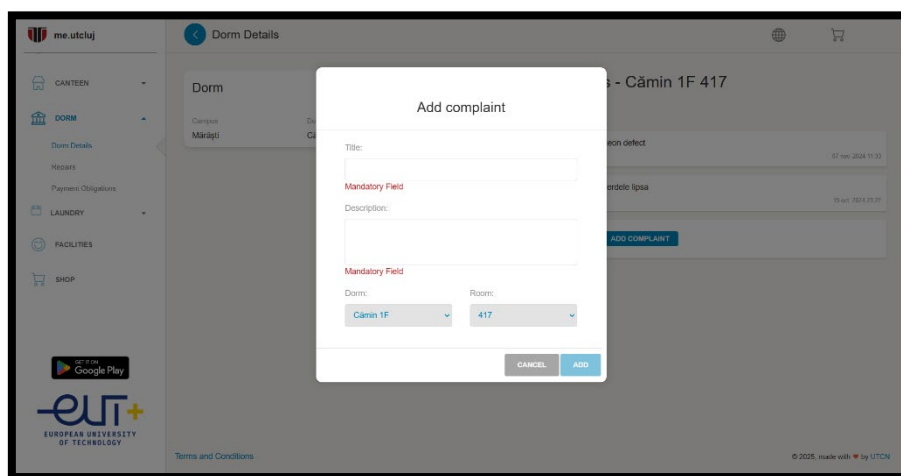 me.utcluj
Dorm Details
CANTEEN
DORM
Dorm Details
Repairs
Payment Obligations
LAUNDRY
FACILITIES
SHOP
GET IT ON
Google Play
EUT+
EUROPEAN UNIVERSITY
OF TECHNOLOGY
Dorm
Campus
Mărăști
- Cămin 1F 417
defect
07 nov. 2024 11:33
lipsa
ADD COMPLAINT
Add complaint
Title:
Mandatory Field
Description:
Mandatory Field
Dorm:
Room:
Cămin 1F
417
CANCEL
ADD
Terms and Conditions
© 2025, made with ♥ by UTCN